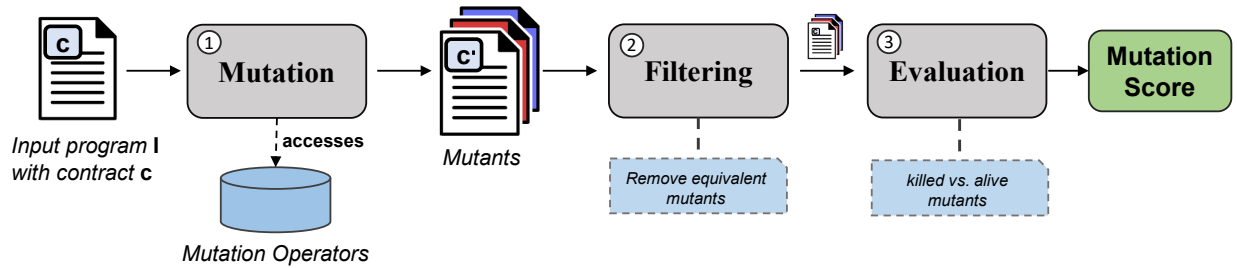 c
Input program I
with contract c
1
Mutation
accesses
Mutation Operators
c'
Mutants
2
Filtering
Remove equivalent
mutants
c
3
Evaluation
killed vs. alive
mutants
Mutation
Score